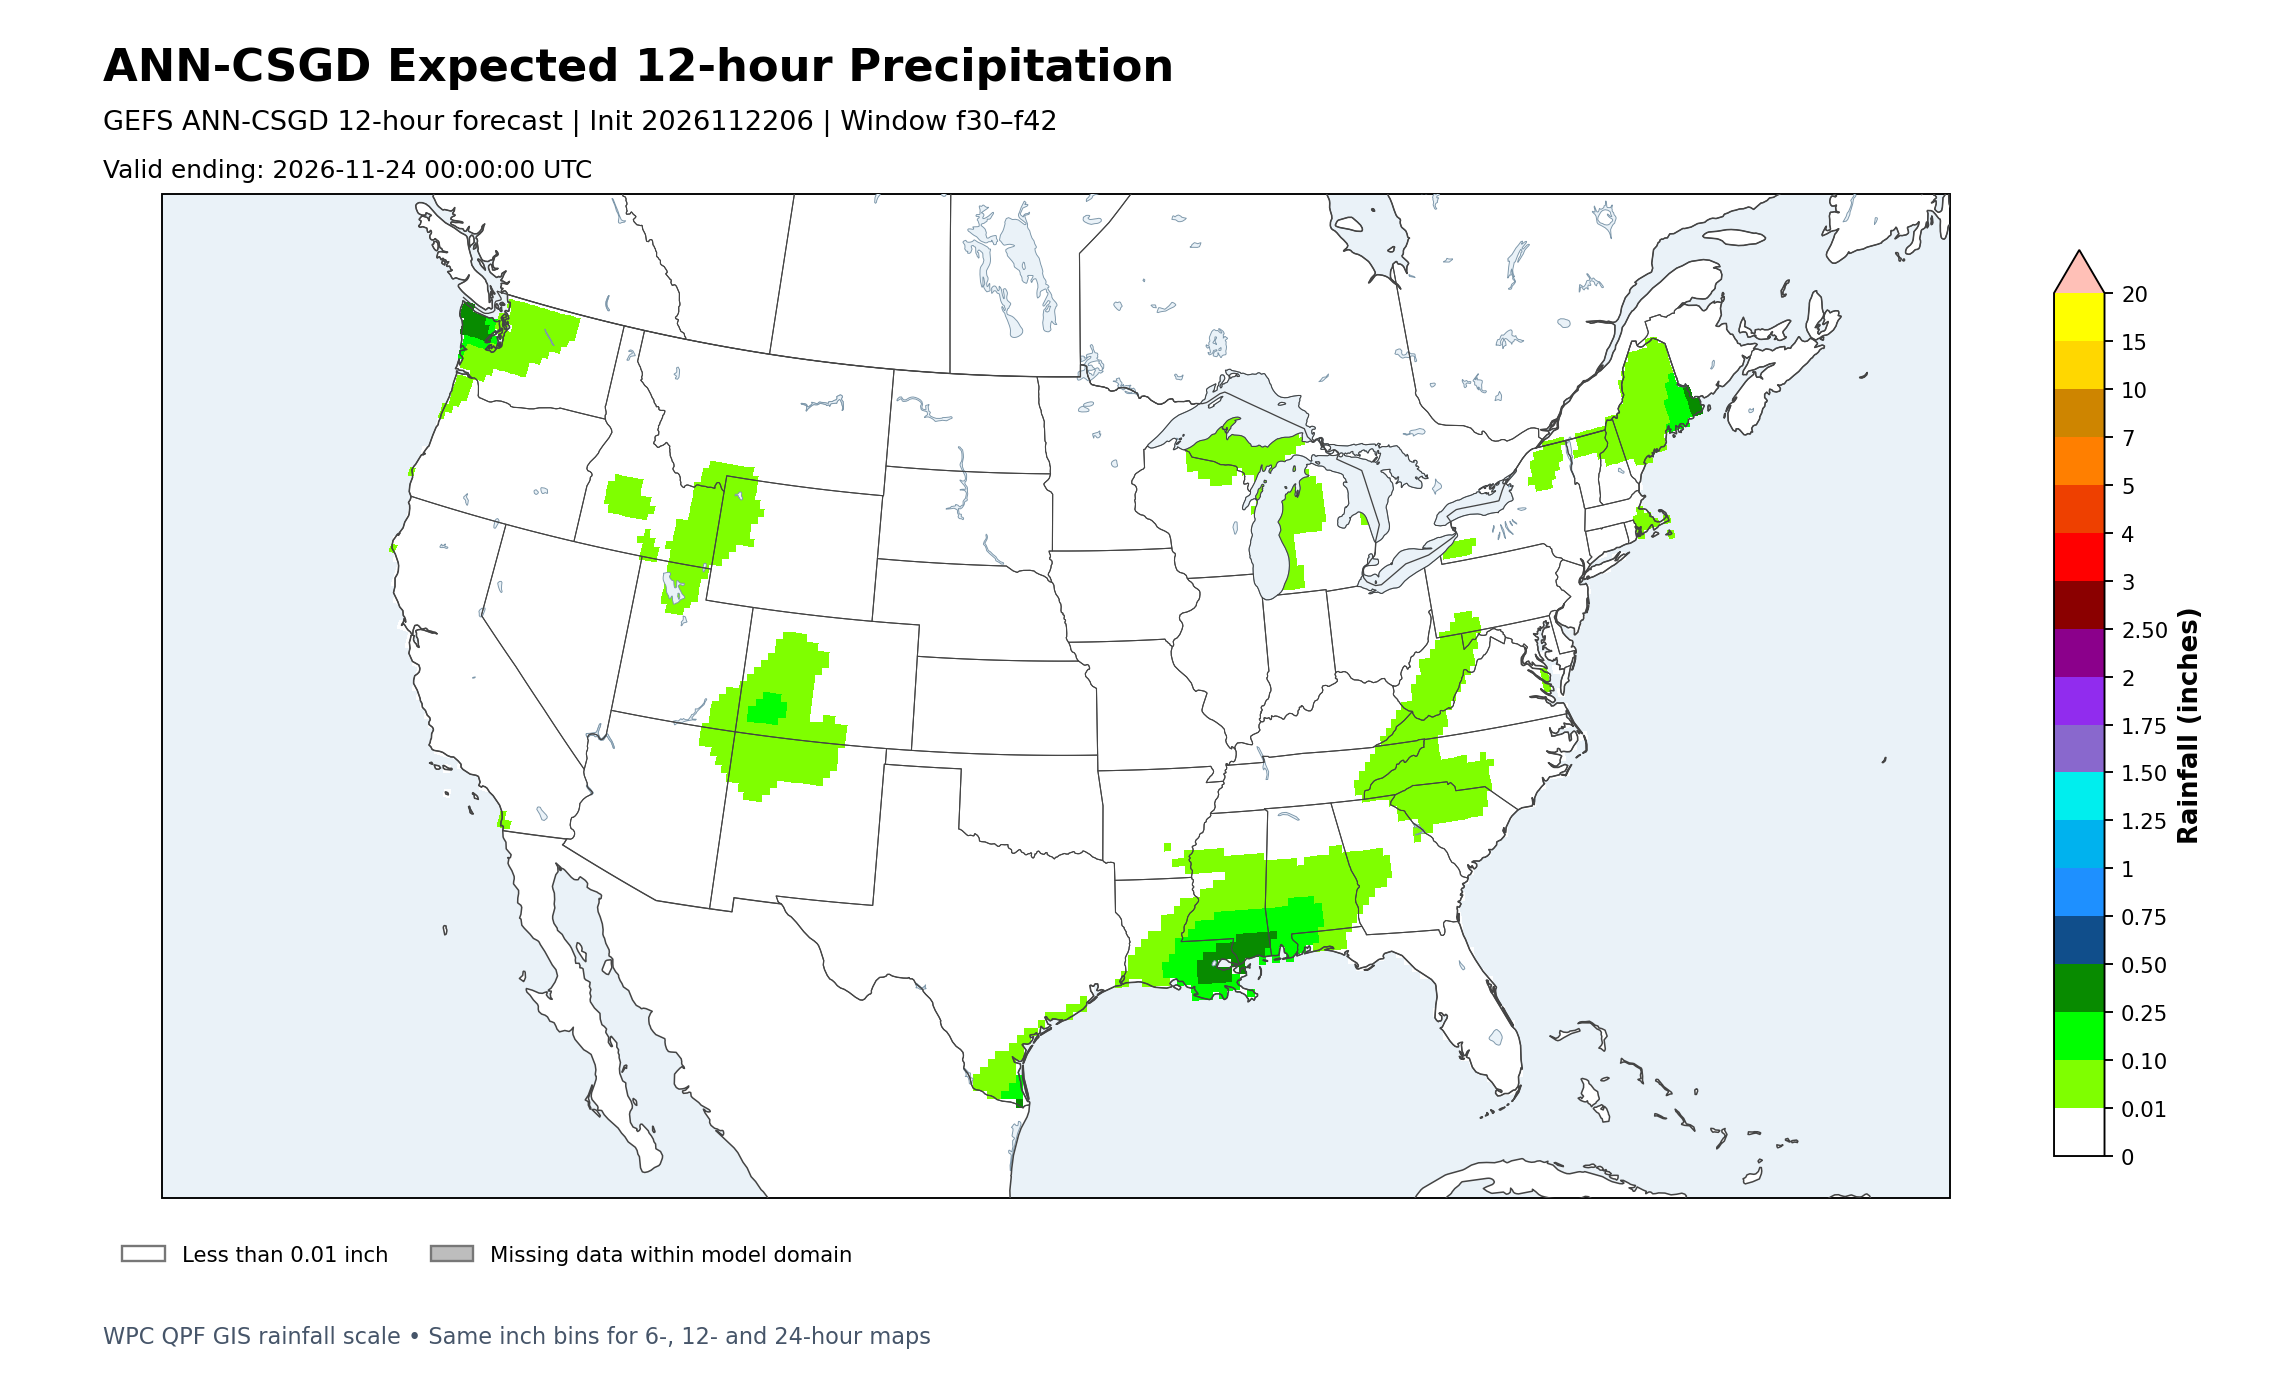 ANN-CSGD Expected 12-hour Precipitation
GEFS ANN-CSGD 12-hour forecast | Init 2026112206 | Window f30–f42
Valid ending: 2026-11-24 00:00:00 UTC
20
15
10
7
5
4
3
2.50
2
1.75
1.50
1.25
1
0.75
0.50
0.25
0.10
0.01
0
Rainfall (inches)
Less than 0.01 inch
Missing data within model domain
WPC QPF GIS rainfall scale • Same inch bins for 6-, 12- and 24-hour maps